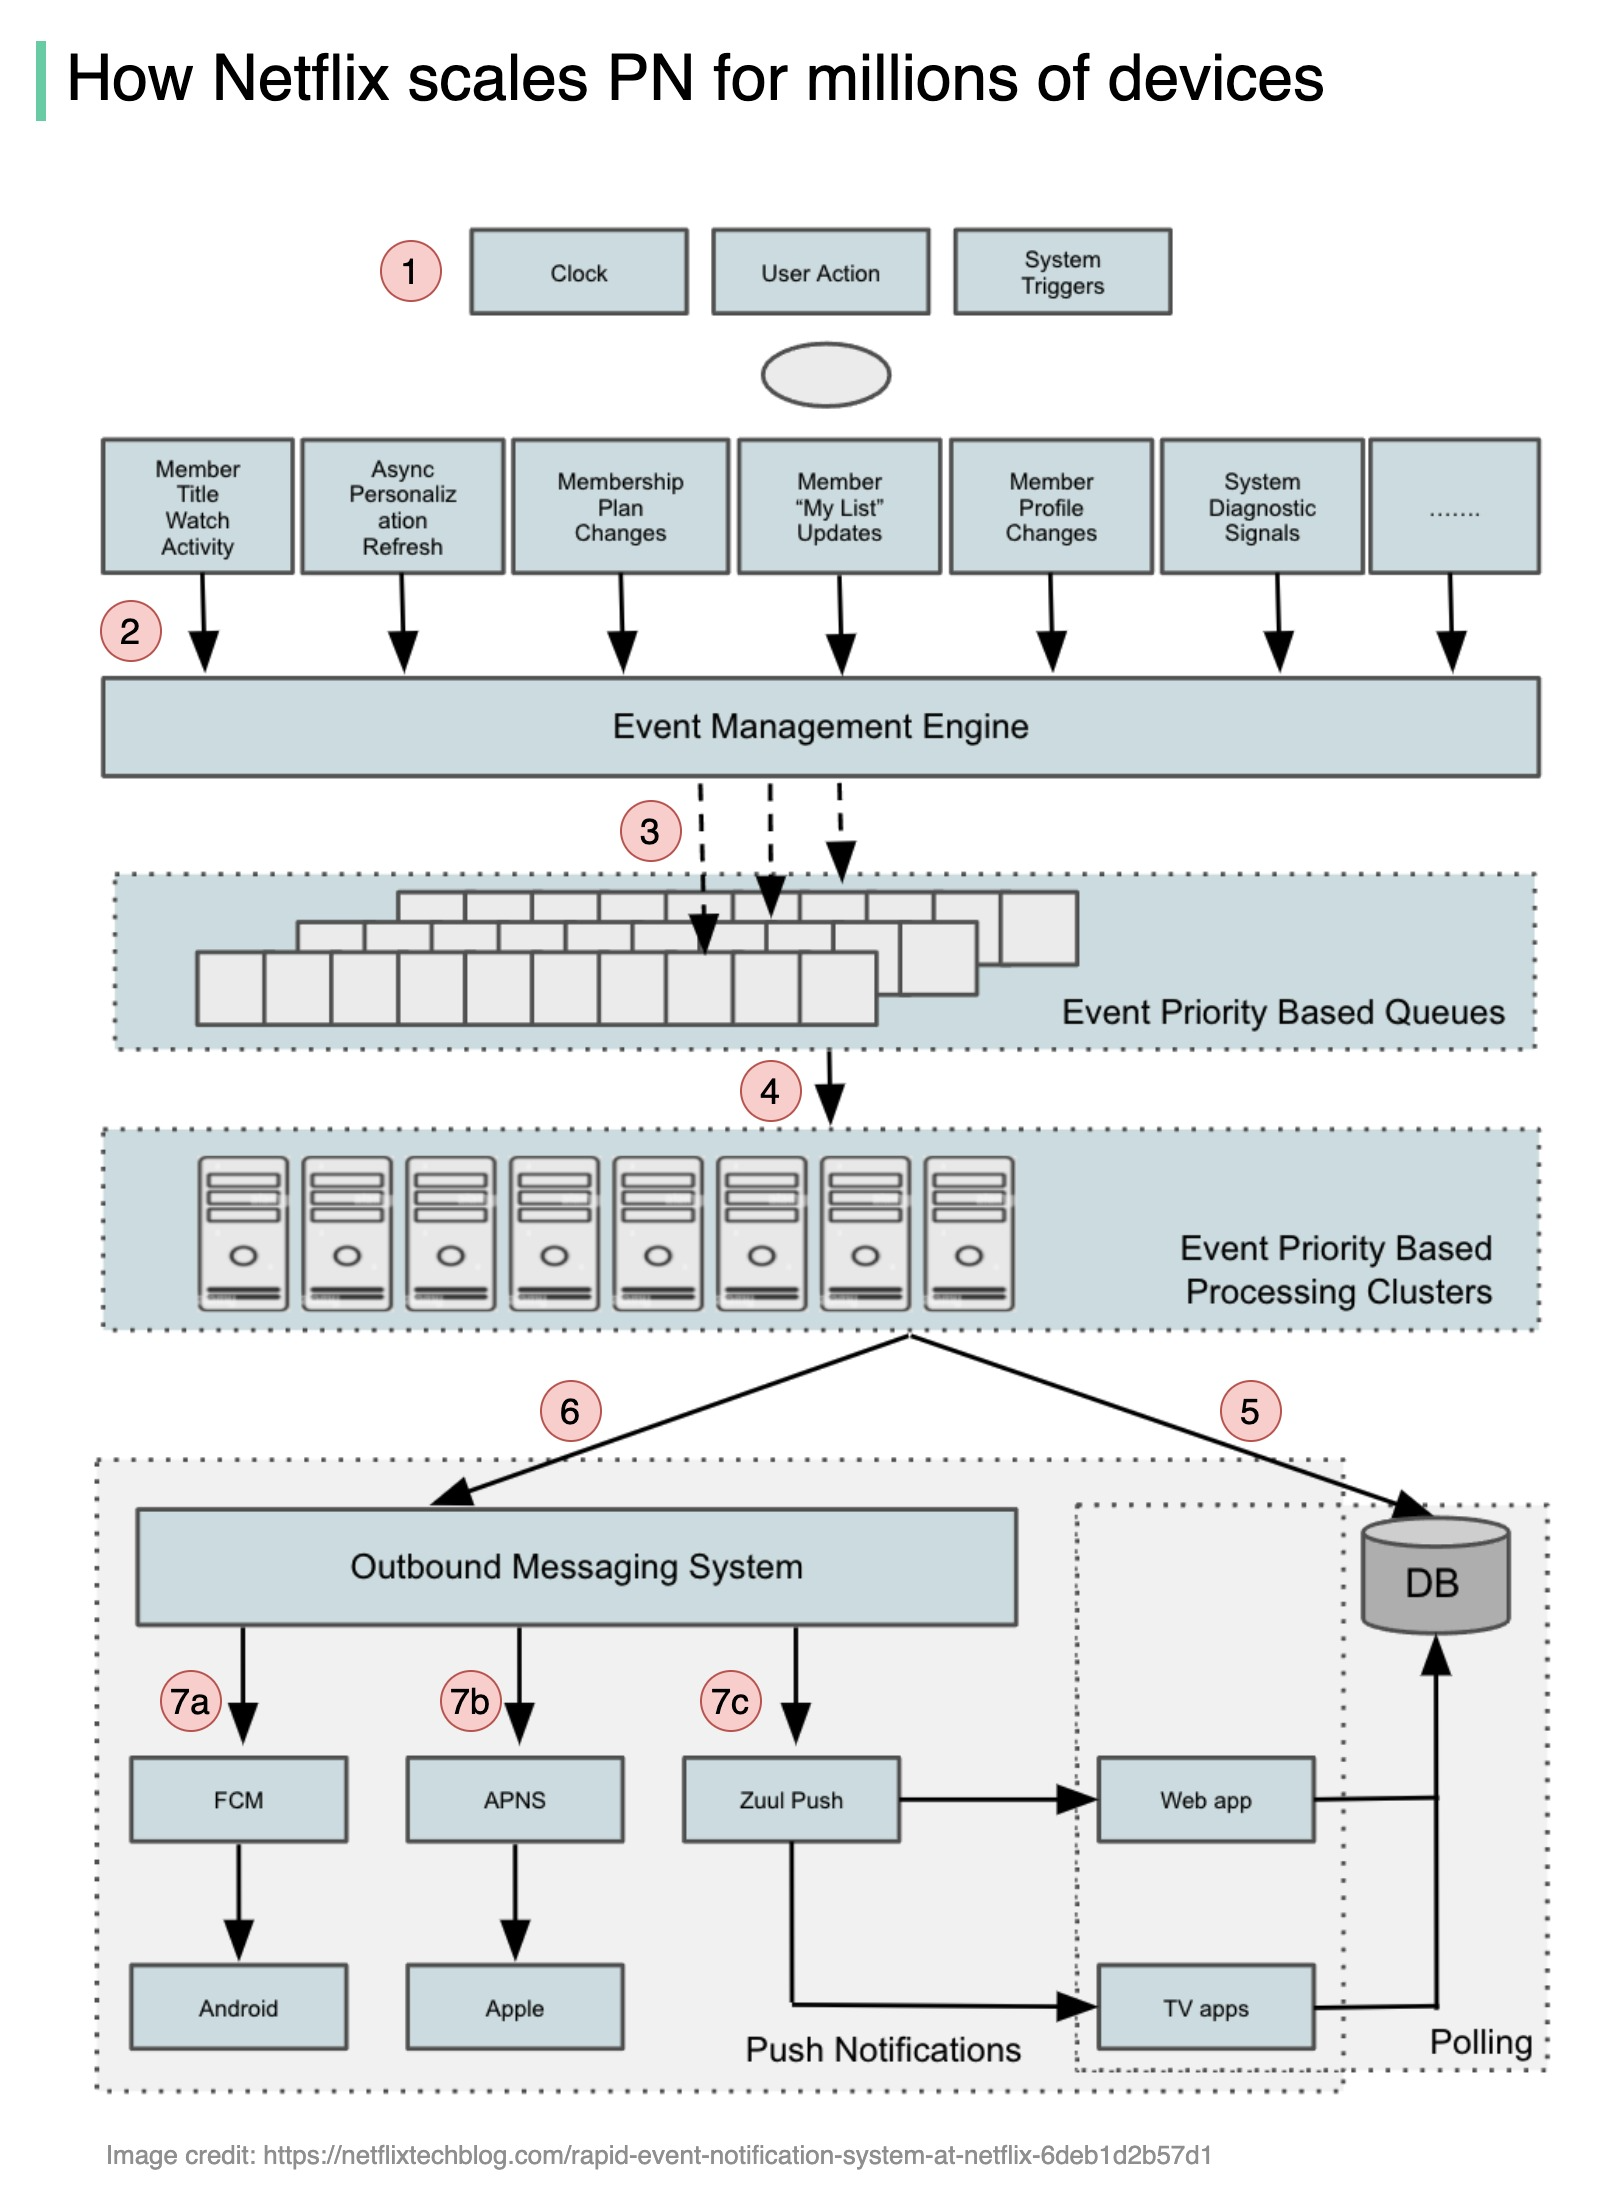 How Netflix scales PN for millions of devices
1
Clock
User Action
System
Triggers
Member
Title
Watch
Activity
Async
Personaliz
ation
Refresh
Membership
Plan
Changes
Member
“My List”
Updates
Member
Profile
Changes
System
Diagnostic
Signals
.......
2
Event Management Engine
3
Event Priority Based Queues
4
Event Priority Based
Processing Clusters
6
5
Outbound Messaging System
DB
7a
7b
7c
FCM
APNS
Zuul Push
Web app
Android
Apple
TV apps
Push Notifications
Polling
Image credit: https://netflixtechblog.com/rapid-event-notification-system-at-netflix-6deb1d2b57d1